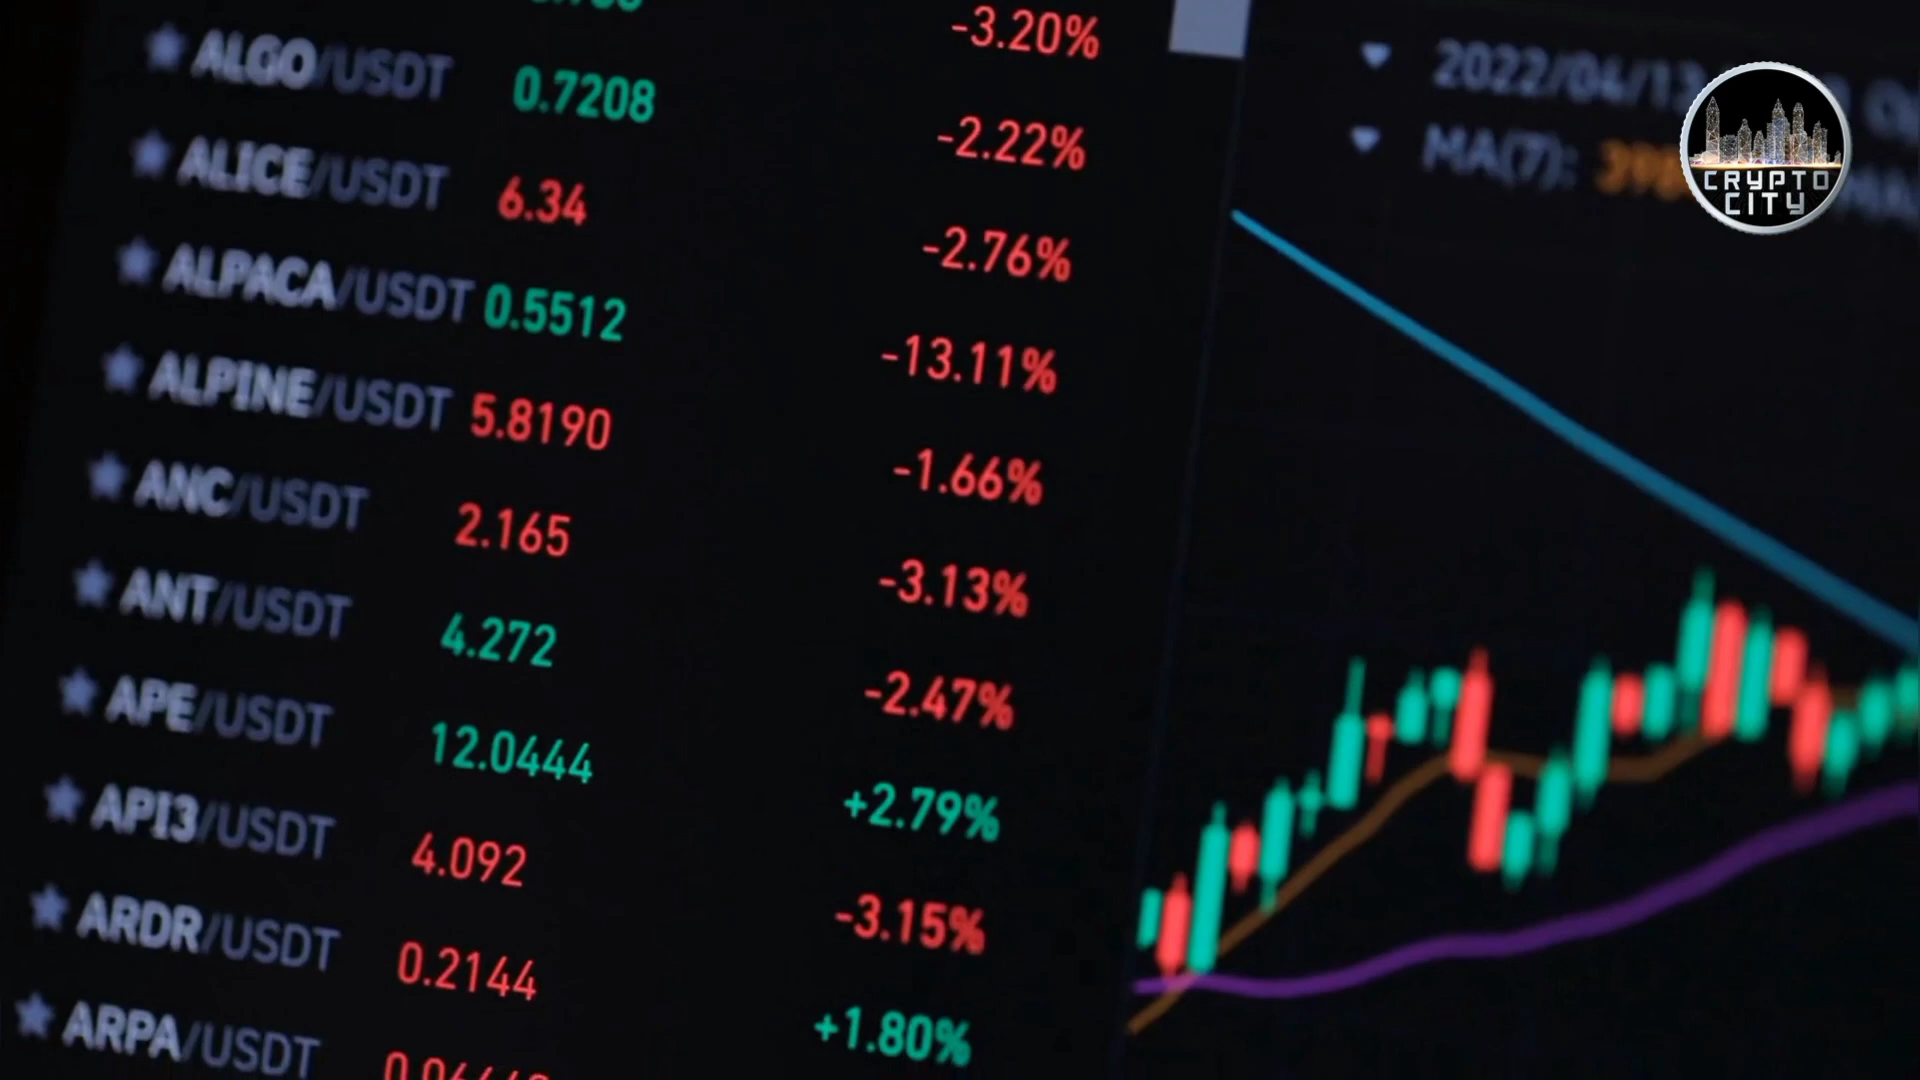 -3.20%
ALGO/USDT 0.7208 -2.22%
ALICE/USDT 6.34 -2.76%
ALPACA/USDT 0.5512 -13.11%
ALPINE/USDT 5.8190 -1.66%
ANC/USDT 2.165 -3.13%
ANT/USDT 4.272 -2.47%
APE/USDT 12.0444 +2.79%
API3/USDT 4.092 -3.15%
ARDR/USDT 0.2144 +1.80%
ARPA/USDT
2022/04/13
MA(7):
CRYPTO
CITY